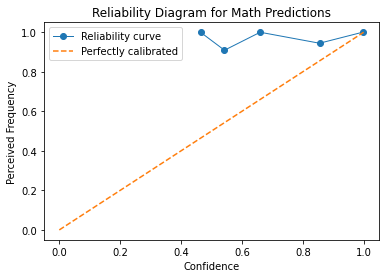 Reliability Diagram for Math Predictions
Reliability curve
Perfectly calibrated
1.0
0.8
0.6
0.4
0.2
0.0
Perceived Frequency
0.0 0.2 0.4 0.6 0.8 1.0
Confidence